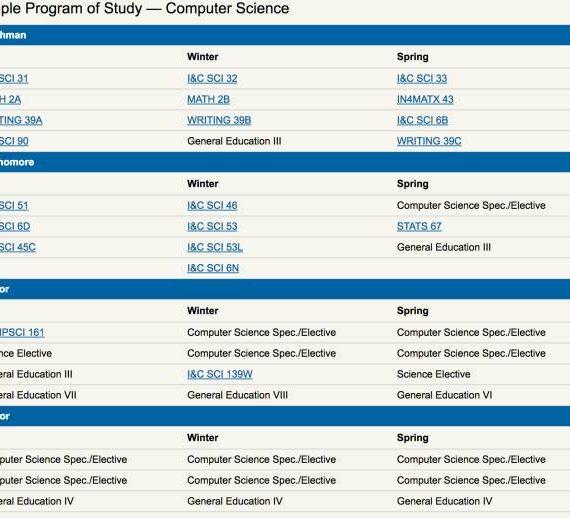 ple Program of Study — Computer Science
hman
Winter Spring
SCI 31 I&C SCI 32 I&C SCI 33
H 2A MATH 2B IN4MATX 43
TING 39A WRITING 39B I&C SCI 6B
SCI 90 General Education III WRITING 39C
homore
Winter Spring
SCI 51 I&C SCI 46 Computer Science Spec./Elective
SCI 6D I&C SCI 53 STATS 67
SCI 45C I&C SCI 53L General Education III
I&C SCI 6N
or
Winter Spring
MPSCI 161 Computer Science Spec./Elective Computer Science Spec./Elective
nce Elective Computer Science Spec./Elective Computer Science Spec./Elective
eral Education III I&C SCI 139W Science Elective
eral Education VII General Education VIII General Education VI
or
Winter Spring
puter Science Spec./Elective Computer Science Spec./Elective Computer Science Spec./Elective
puter Science Spec./Elective Computer Science Spec./Elective Computer Science Spec./Elective
eral Education IV General Education IV General Education IV